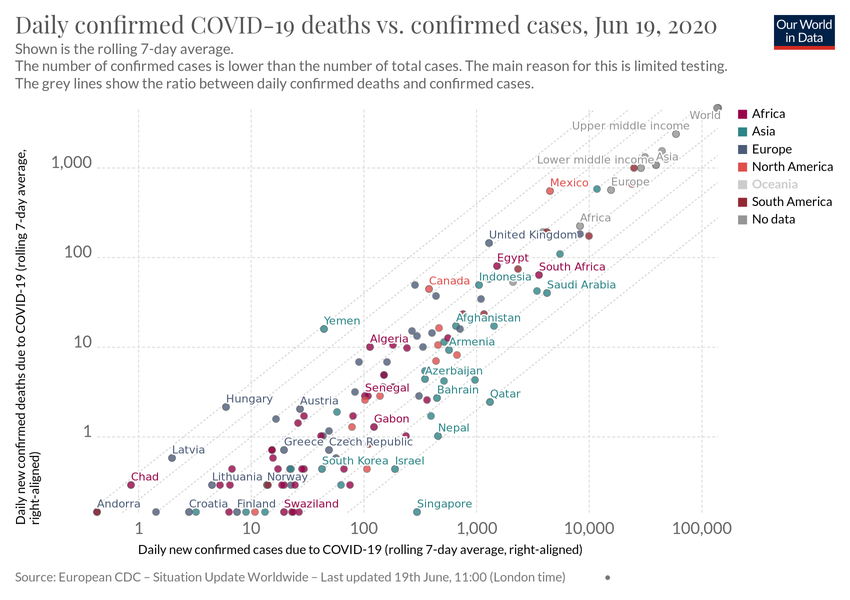 Daily confirmed COVID-19 deaths vs. confirmed cases, Jun 19, 2020
Our World
in Data
Shown is the rolling 7-day average.
The number of confirmed cases is lower than the number of total cases. The main reason for this is limited testing.
The grey lines show the ratio between daily confirmed deaths and confirmed cases.
World
Africa
Upper middle income
Asia
Europe
Lower middle income
Asia
1,000
North America
Mexico
Europe
Oceania
South America
Africa
No data
United Kingdom
100
Egypt
South Africa
Canada
Indonesia
Saudi Arabia
Yemen
Afghanistan
10
Algeria
Armenia
Azerbaijan
Senegal
Bahrain
Qatar
Hungary
Austria
Gabon
Nepal
1
Latvia
Greece
Czech Republic
South Korea
Israel
Chad
Lithuania
Norway
Andorra
Croatia
Finland
Swaziland
Singapore
1
10
100
1,000
10,000
100,000
Daily new confirmed deaths due to COVID-19 (rolling 7-day average,
right-aligned)
Daily new confirmed cases due to COVID-19 (rolling 7-day average, right-aligned)
Source: European CDC – Situation Update Worldwide – Last updated 19th June, 11:00 (London time)